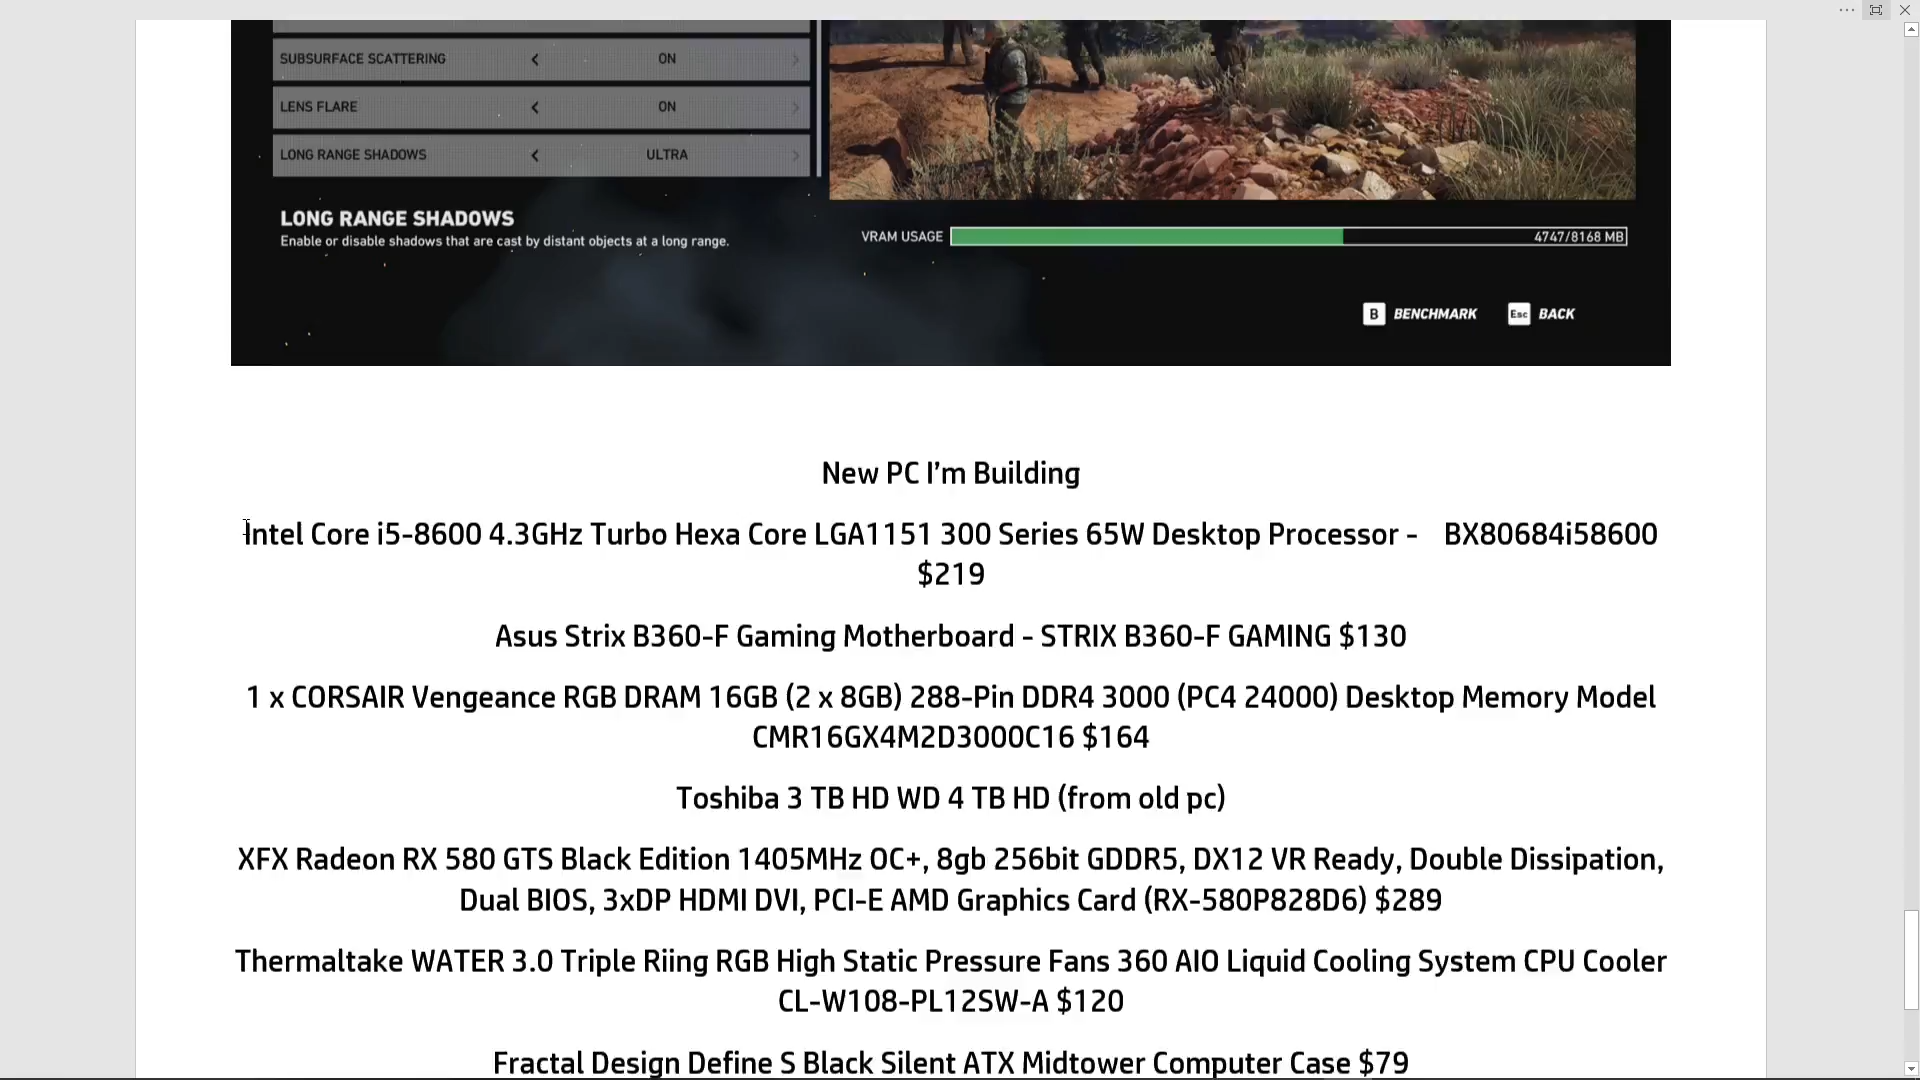 SUBSURFACE SCATTERING ON
LENS FLARE ON
LONG RANGE SHADOWS ULTRA
LONG RANGE SHADOWS
Enable or disable shadows that are cast by distant objects at a long range.
VRAM USAGE 4747/8168 MB
B BENCHMARK Esc BACK
New PC I’m Building
Intel Core i5-8600 4.3GHz Turbo Hexa Core LGA1151 300 Series 65W Desktop Processor - BX80684i58600
$219
Asus Strix B360-F Gaming Motherboard - STRIX B360-F GAMING $130
1 x CORSAIR Vengeance RGB DRAM 16GB (2 x 8GB) 288-Pin DDR4 3000 (PC4 24000) Desktop Memory Model
CMR16GX4M2D3000C16 $164
Toshiba 3 TB HD WD 4 TB HD (from old pc)
XFX Radeon RX 580 GTS Black Edition 1405MHz OC+, 8gb 256bit GDDR5, DX12 VR Ready, Double Dissipation,
Dual BIOS, 3xDP HDMI DVI, PCI-E AMD Graphics Card (RX-580P828D6) $289
Thermaltake WATER 3.0 Triple Riing RGB High Static Pressure Fans 360 AIO Liquid Cooling System CPU Cooler
CL-W108-PL12SW-A $120
Fractal Design Define S Black Silent ATX Midtower Computer Case $79